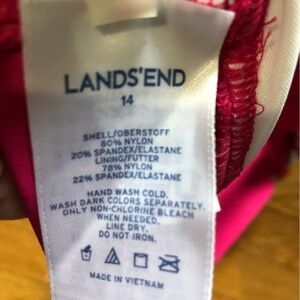 LANDS'END
14
SHELL/OBERSTOFF
80% NYLON
20% SPANDEX/ELASTANE
LINING/FUTTER
78% NYLON
22% SPANDEX/ELASTANE
HAND WASH COLD.
WASH DARK COLORS SEPARATELY.
ONLY NON-CHLORINE BLEACH
WHEN NEEDED.
LINE DRY.
DO NOT IRON.
MADE IN VIETNAM